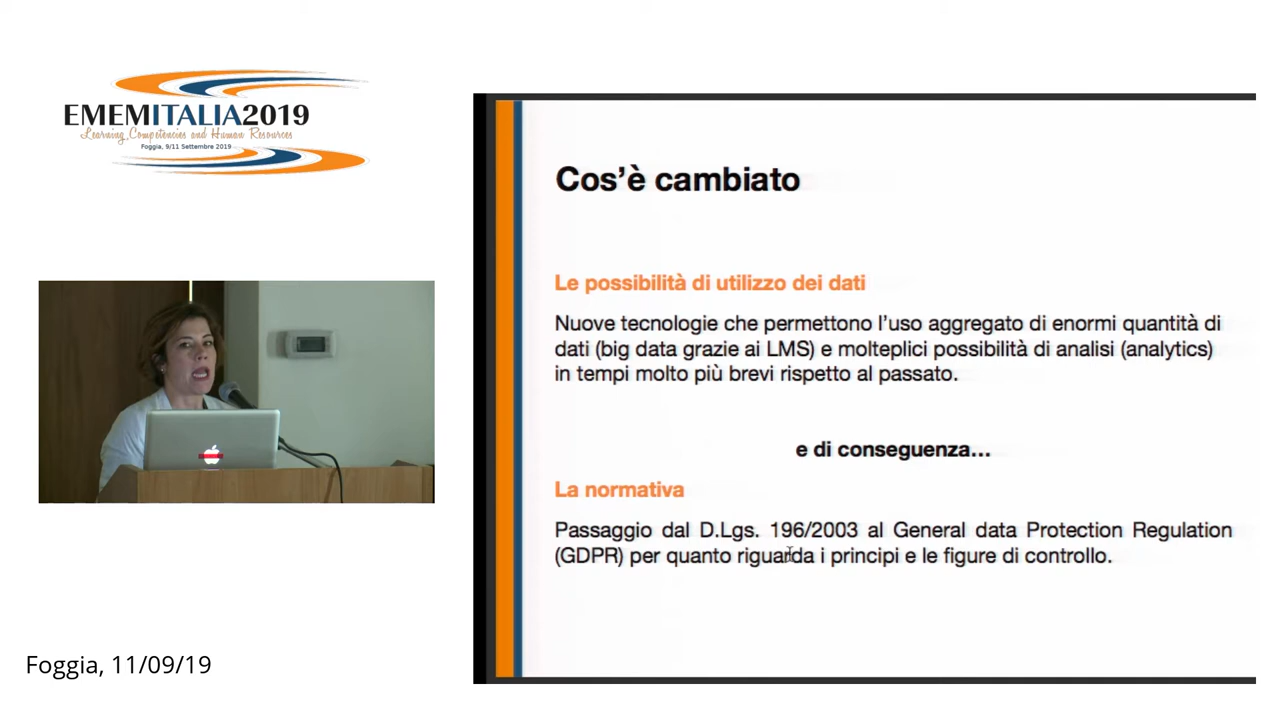 EMEMITALIA2019
Learning, Competencies and Human Resources
Foggia, 9/11 Settembre 2019
Cos'è cambiato
Le possibilità di utilizzo dei dati
Nuove tecnologie che permettono l'uso aggregato di enormi quantità di
dati (big data grazie ai LMS) e molteplici possibilità di analisi (analytics)
in tempi molto più brevi rispetto al passato.
e di conseguenza...
La normativa
Passaggio dal D.Lgs. 196/2003 al General data Protection Regulation
(GDPR) per quanto riguarda i principi e le figure di controllo.
Foggia, 11/09/19